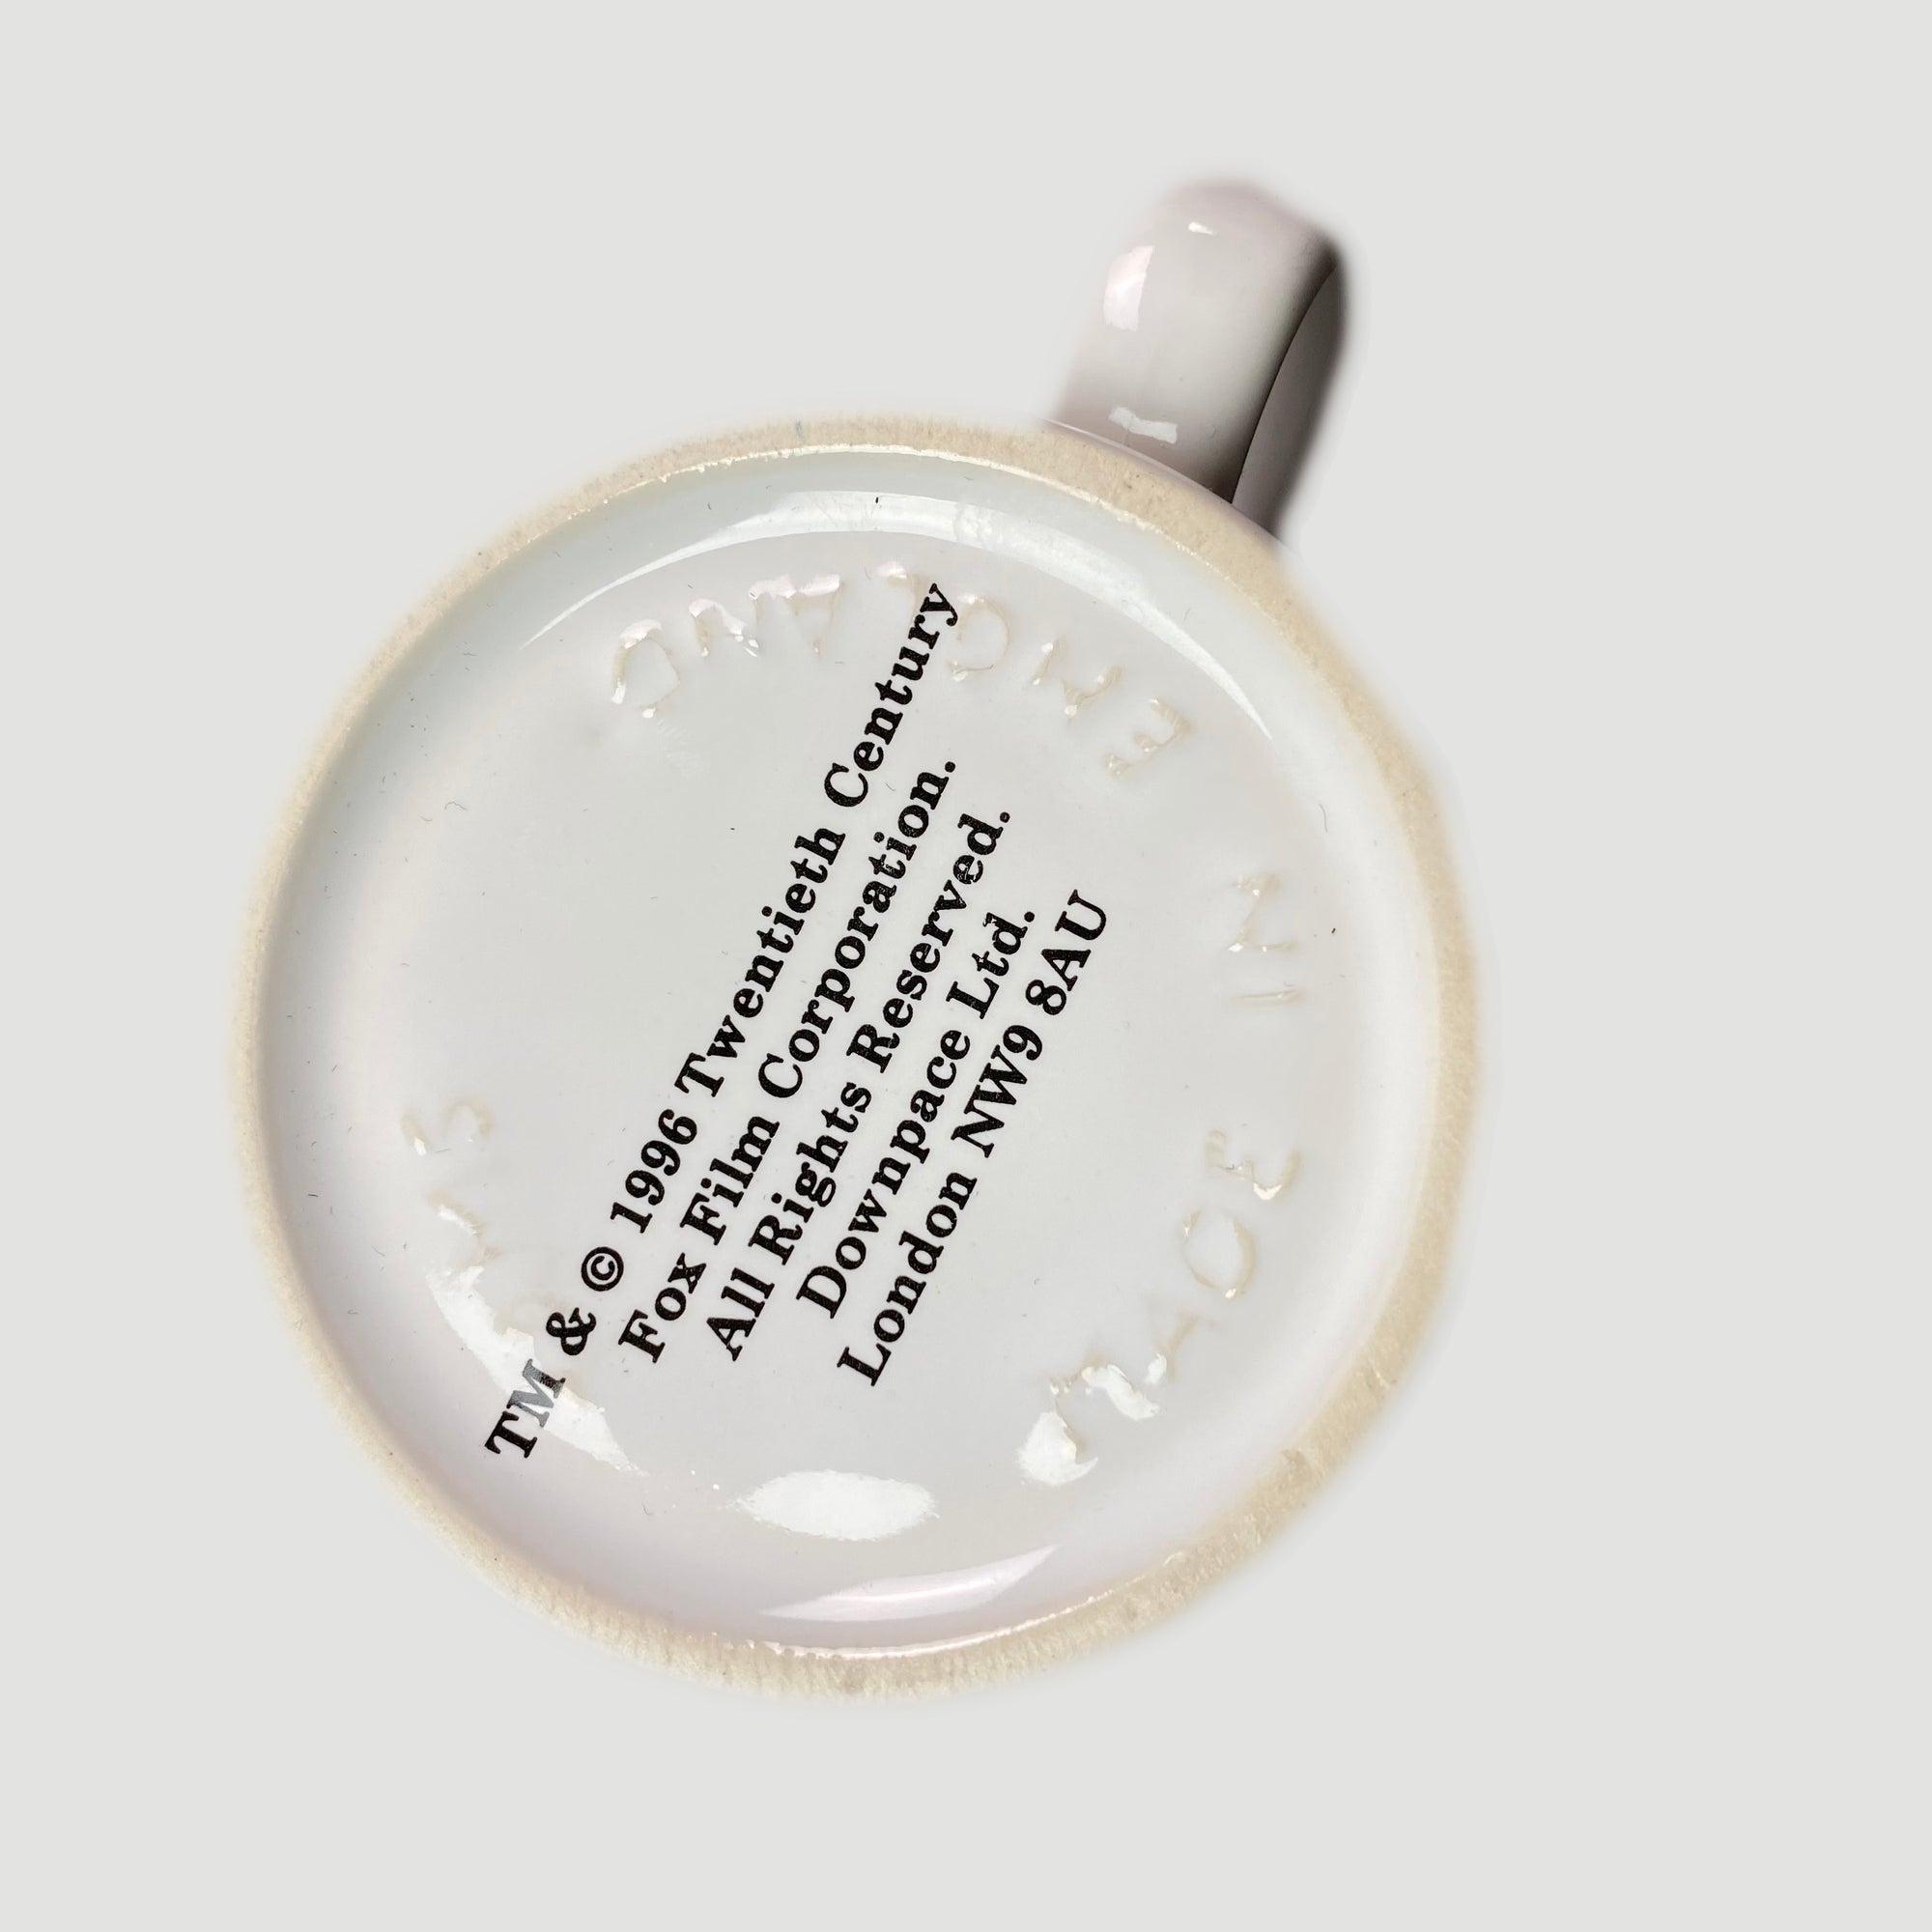 TM & © 1996 Twentieth Century
Fox Film Corporation.
All Rights Reserved.
Downpace Ltd.
London NW9 8AU
MADE IN ENGLAND